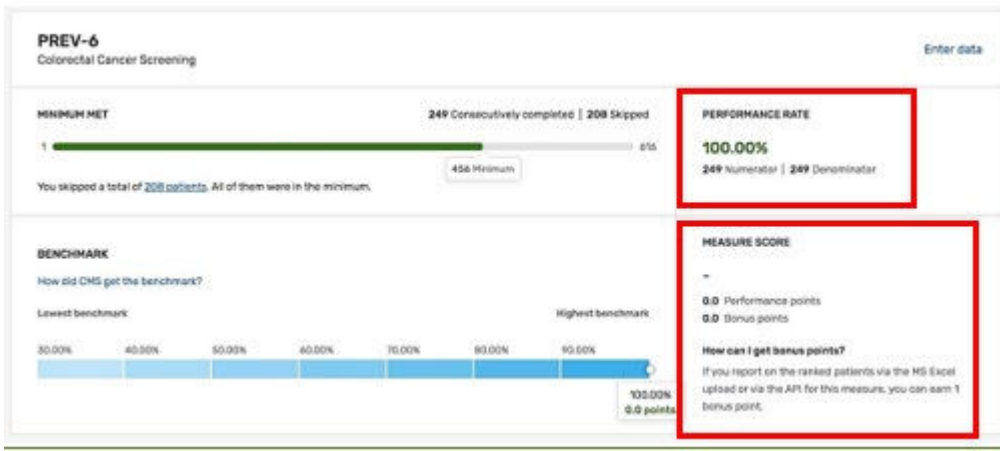 PREV-6
Colorectal Cancer Screening
Enter data
MINIMUM MET
249 Consecutively completed | 208 Skipped
1
616
456 Minimum
You skipped a total of 208 patients. All of them were in the minimum.
PERFORMANCE RATE
100.00%
249 Numerator | 249 Denominator
BENCHMARK
How did CMS get the benchmark?
Lowest benchmark
Highest benchmark
30.00% 40.00% 50.00% 60.00% 70.00% 80.00% 90.00%
100.00%
0.0 points
MEASURE SCORE
-
0.0 Performance points
0.0 Bonus points
How can I get bonus points?
If you report on the ranked patients via the MS Excel
upload or via the API for this measure, you can earn 1
bonus point.